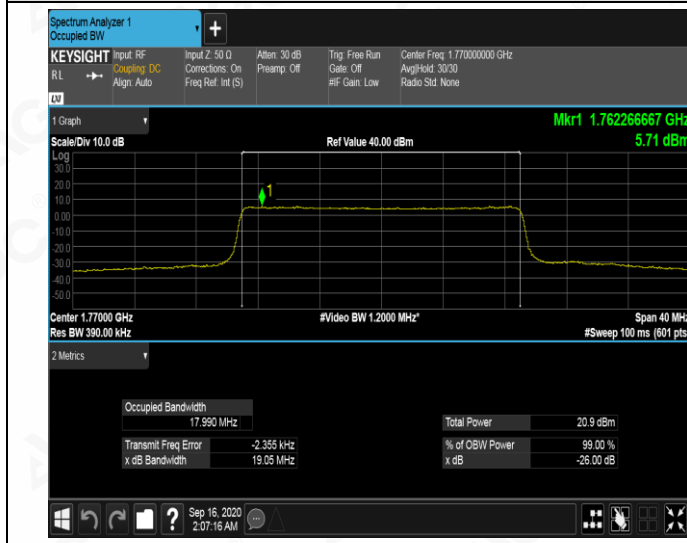 Spectrum Analyzer 1
Occupied BW
+
KEYSIGHT Input: RF Input Z: 50 Ω Atten: 30 dB Trig: Free Run Center Freq: 1.770000000 GHz
RL Coupling: DC Corrections: On Preamp: Off Gate: Off Avg|Hold: 30/30
Align: Auto Freq Ref: Int (S) #IF Gain: Low Radio Std: None
LXI
1 Graph Mkr1 1.762266667 GHz
Scale/Div 10.0 dB Ref Value 40.00 dBm 5.71 dBm
Log
30.0
20.0
1
10.0
0.00
-10.0
-20.0
-30.0
-40.0
-50.0
Center 1.77000 GHz #Video BW 1.2000 MHz* Span 40 MHz
Res BW 390.00 kHz #Sweep 100 ms (601 pts
2 Metrics
Occupied Bandwidth
17.990 MHz Total Power 20.9 dBm
Transmit Freq Error -2.355 kHz % of OBW Power 99.00 %
x dB Bandwidth 19.05 MHz x dB -26.00 dB
? Sep 16, 2020
2:07:16 AM